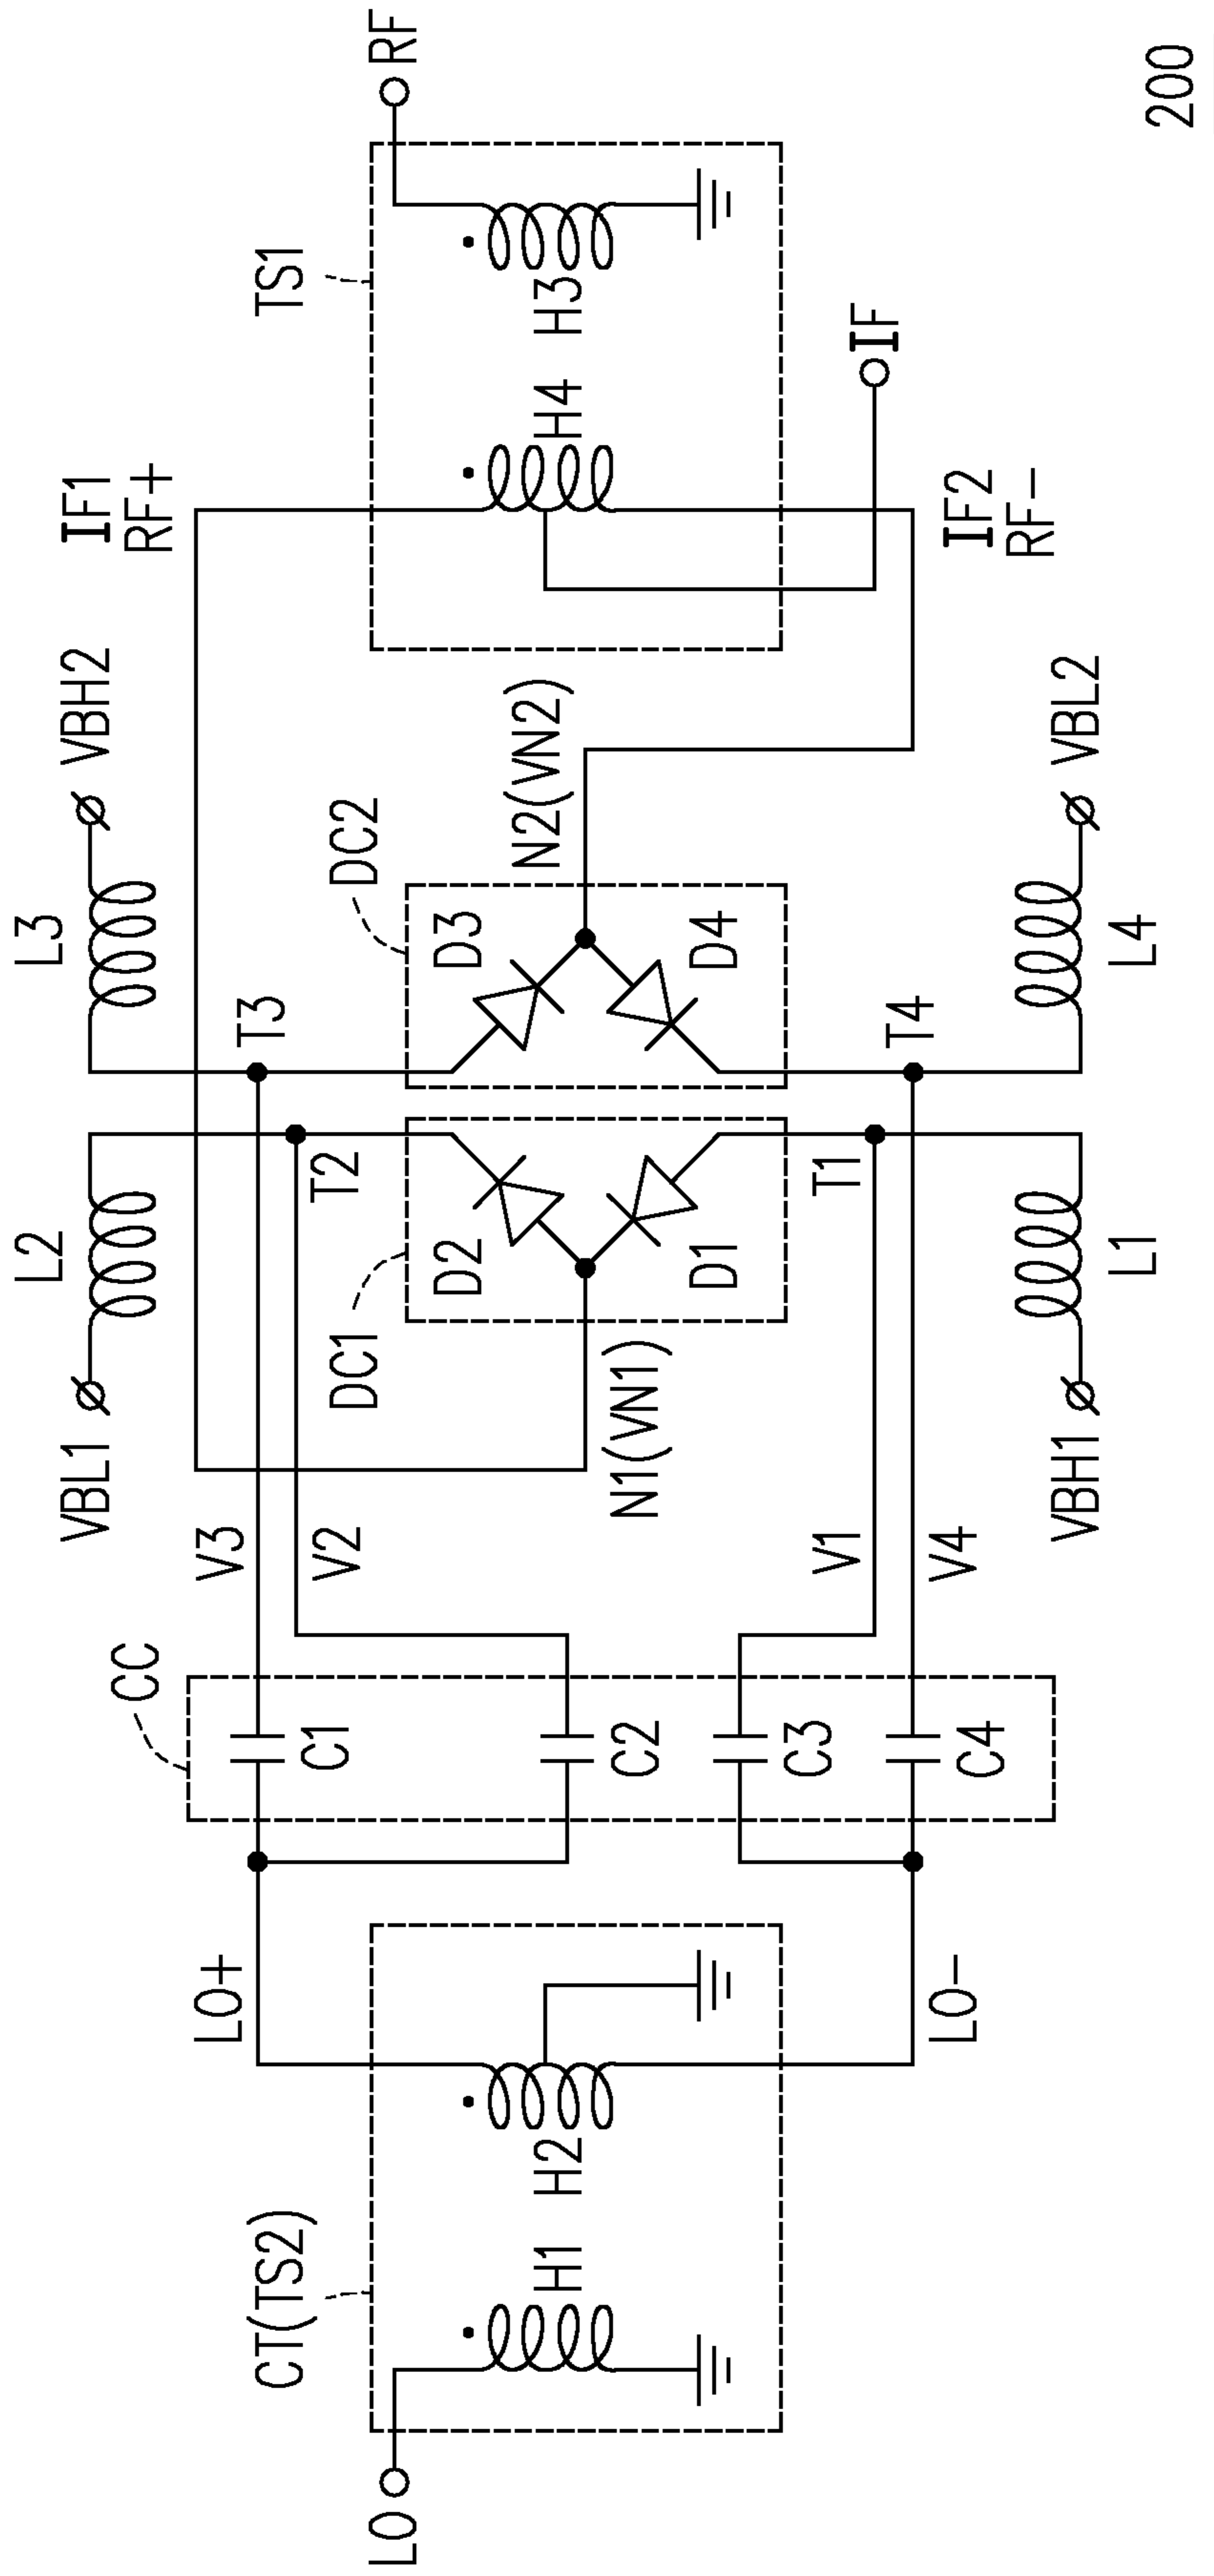 200
L2
L3
VBL1
VBH2
IF1
RF+
V3
T3
CC
TS1
LO+
V2
T2
DC1
DC2
CT(TS2)
RF
LO
C1
D2
D3
N2(VN2)
H1
H2
H4
H3
C2
N1(VN1)
D1
D4
C3
V1
T1
T4
IF
LO-
C4
V4
IF2
RF-
VBH1
VBL2
L1
L4